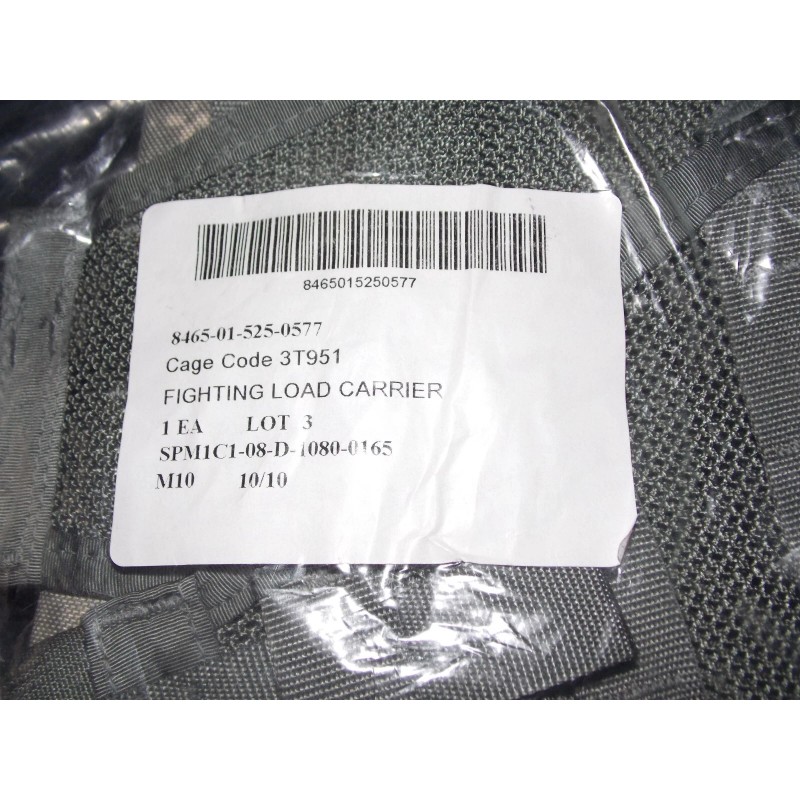 8465015250577
8465-01-525-0577
Cage Code 3T951
FIGHTING LOAD CARRIER
1 EA LOT 3
SPM1C1-08-D-1080-0165
M10 10/10